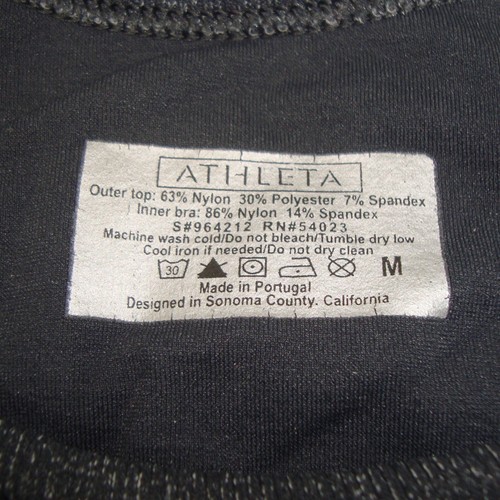 ATHLETA
Outer top: 63% Nylon 30% Polyester 7% Spandex
Inner bra: 86% Nylon 14% Spandex
S#964212 RN#54023
Machine wash cold/Do not bleach/Tumble dry low
Cool iron if needed/Do not dry clean
30 M
Made in Portugal
Designed in Sonoma County. California